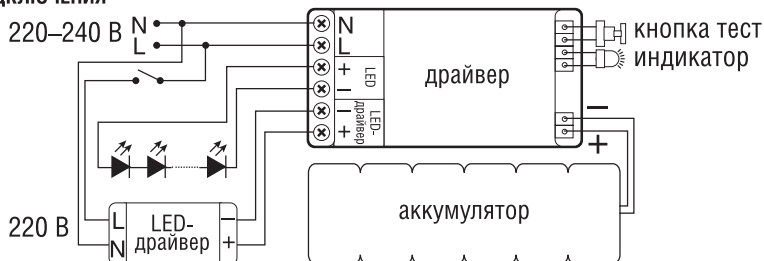 220–240 В
N
L
N
L
+ LED
–
– LED-драйвер
+
драйвер
кнопка тест
индикатор
–
+
аккумулятор
220 В
L
N
LED-
драйвер
–
+